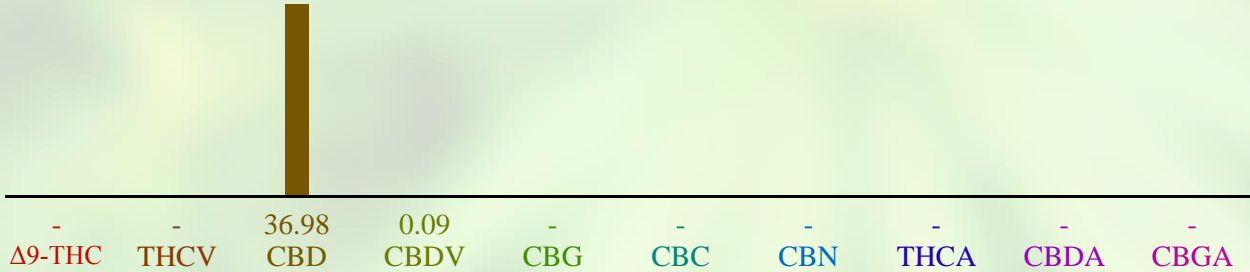 - - 36.98 0.09 - - - - - -
Δ9-THC THCV CBD CBDV CBG CBC CBN THCA CBDA CBGA